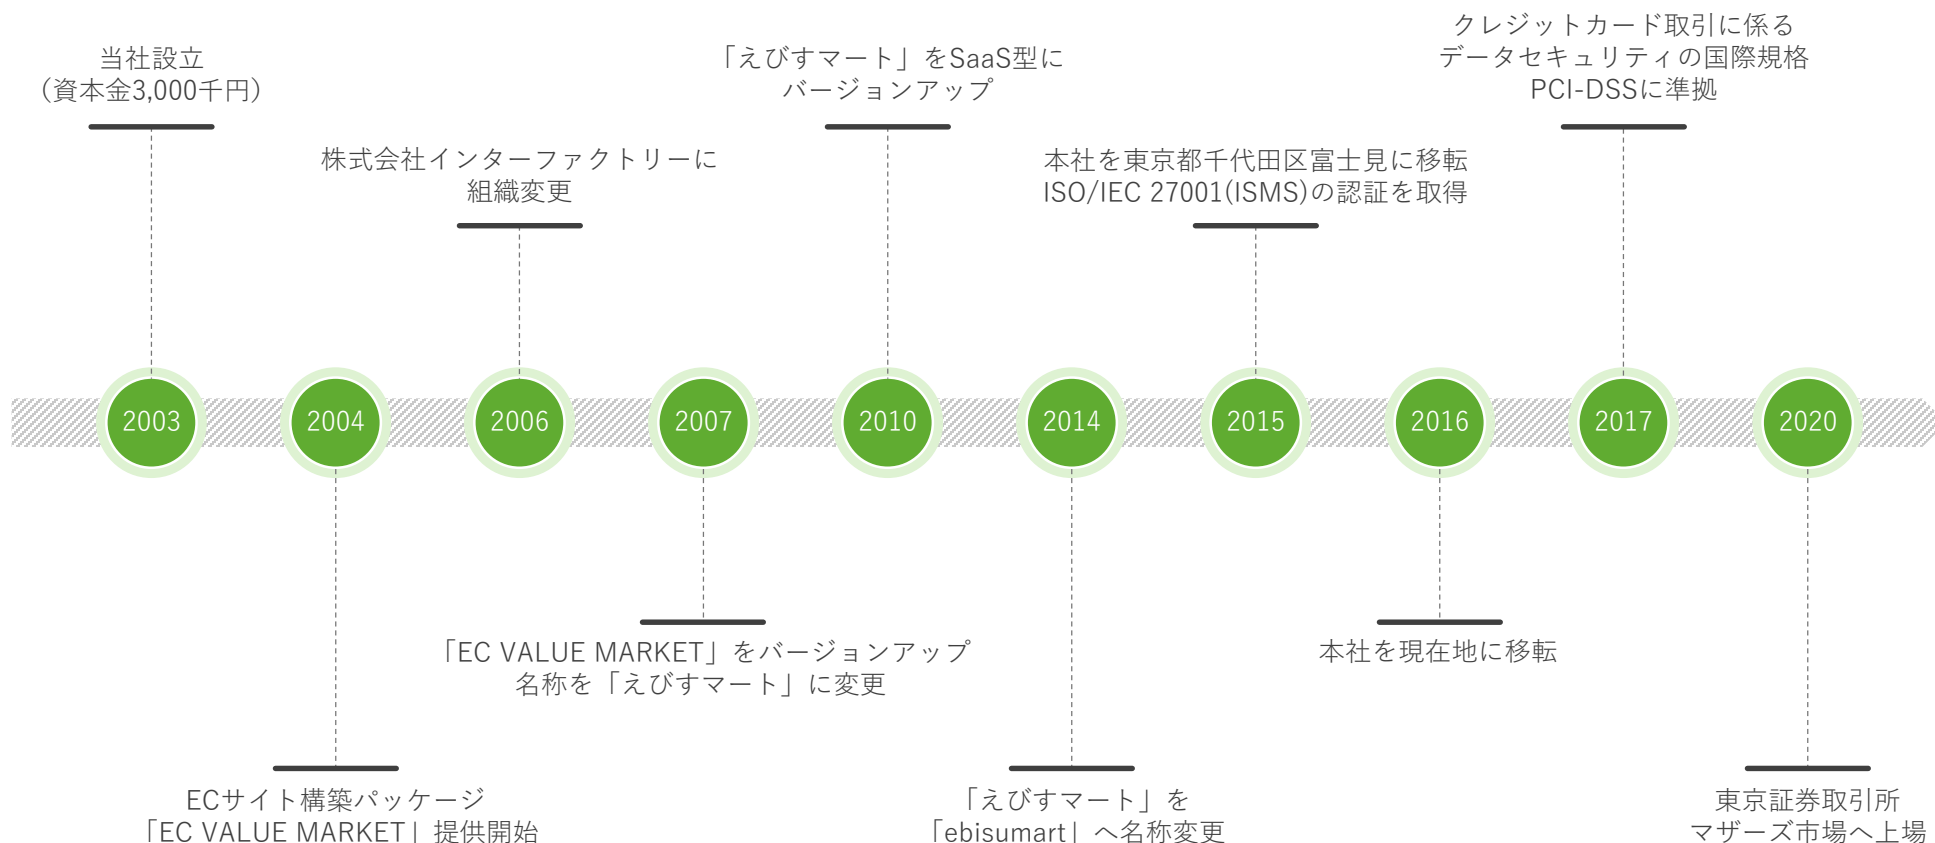 当社設立
(資本金3,000千円)
2003
ECサイト構築パッケージ
「EC VALUE MARKET」提供開始
2004
株式会社インターファクトリーに
組織変更
2006
「EC VALUE MARKET」をバージョンアップ
名称を「えびすマート」に変更
2007
「えびすマート」をSaaS型に
バージョンアップ
2010
「えびすマート」を
「ebisumart」へ名称変更
2014
本社を東京都千代田区富士見に移転
ISO/IEC 27001(ISMS)の認証を取得
2015
本社を現在地に移転
2016
クレジットカード取引に係る
データセキュリティの国際規格
PCI-DSSに準拠
2017
東京証券取引所
マザーズ市場へ上場
2020